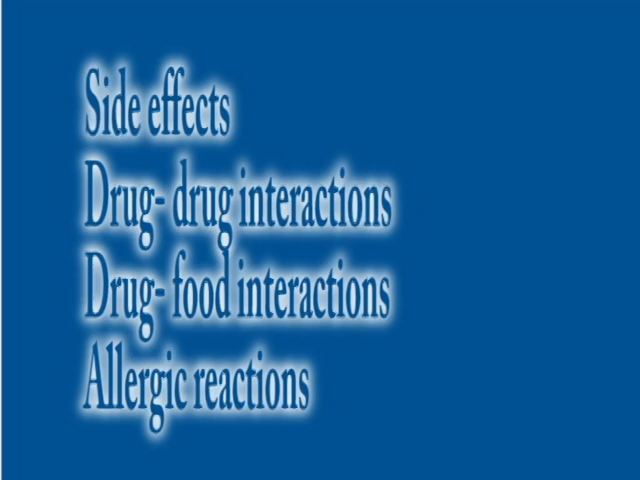 Side effects
Drug- drug interactions
Drug- food interactions
Allergic reactions